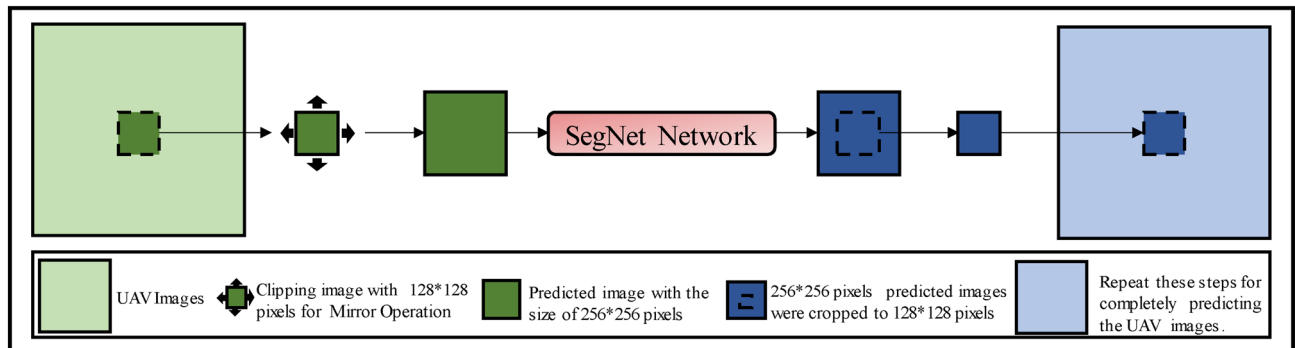 SegNet Network
UAV Images
Clipping image with 128*128
pixels for Mirror Operation
Predicted image with the
size of 256*256 pixels
256*256 pixels predicted images
were cropped to 128*128 pixels
Repeat these steps for
completely predicting
the UAV images.